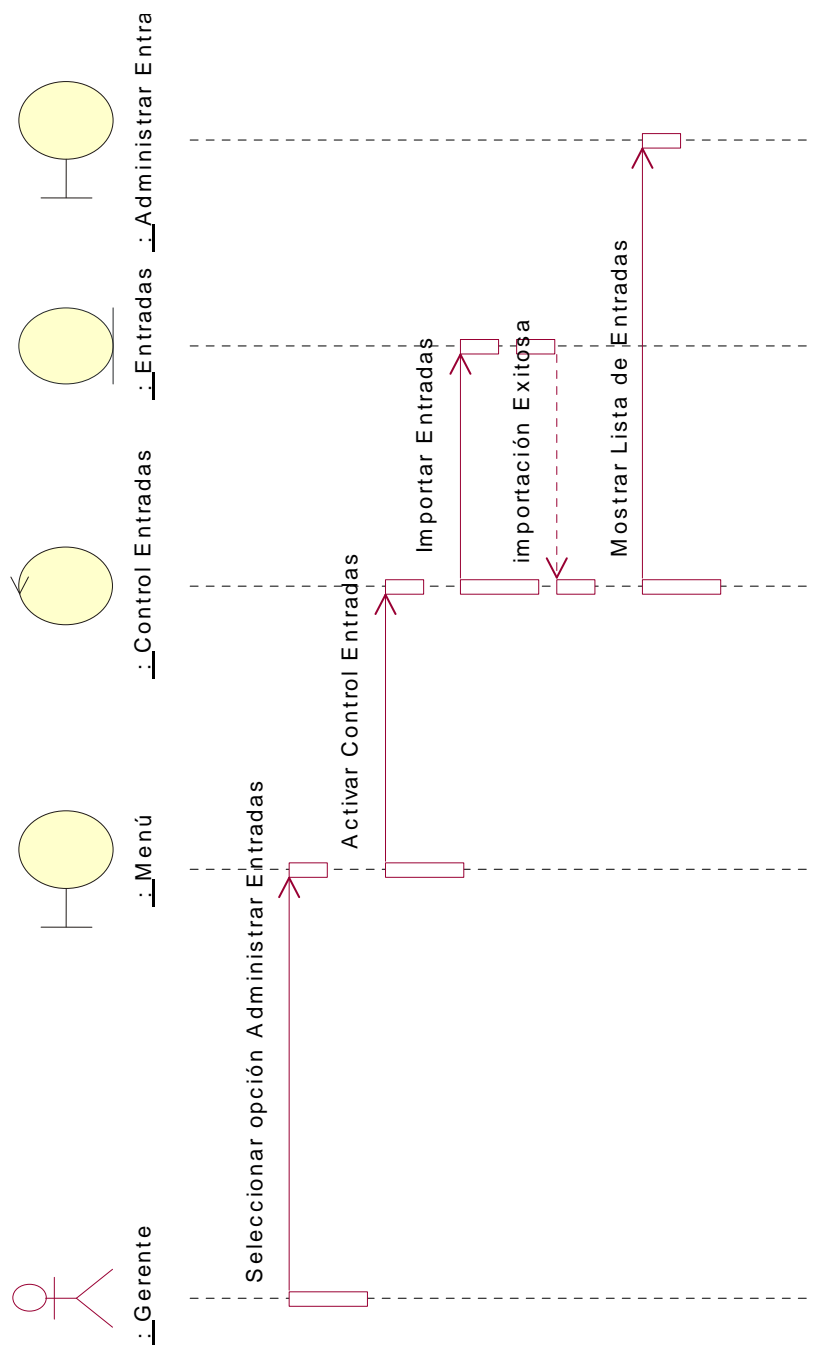 : Gerente
: Menú
: Control Entradas
: Entradas
: Administrar Entra
Seleccionar opción Administrar Entradas
Activar Control Entradas
Importar Entradas
importación Exitosa
Mostrar Lista de Entradas